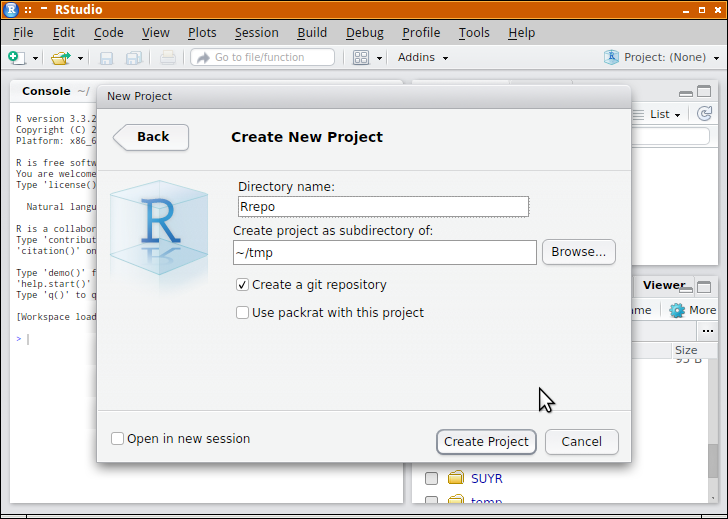 RStudio
File Edit Code View Plots Session Build Debug Profile Tools Help
Go to file/function Addins Project: (None)
Console ~/
New Project
List
R version 3.3.2
Copyright (C) 2
Platform: x86_6
Back
Create New Project
R is free softw
You are welcome
Type 'license()
Natural langu
R is a collabor
Type 'contribut
'citation()' on
Type 'demo()' f
'help.start()'
Type 'q()' to q
[Workspace load
>
R
Directory name:
Rrepo
Create project as subdirectory of:
~/tmp
Browse...
Create a git repository
Use packrat with this project
Viewer
More
...
Size
Open in new session
Create Project
Cancel
SUYR
temp